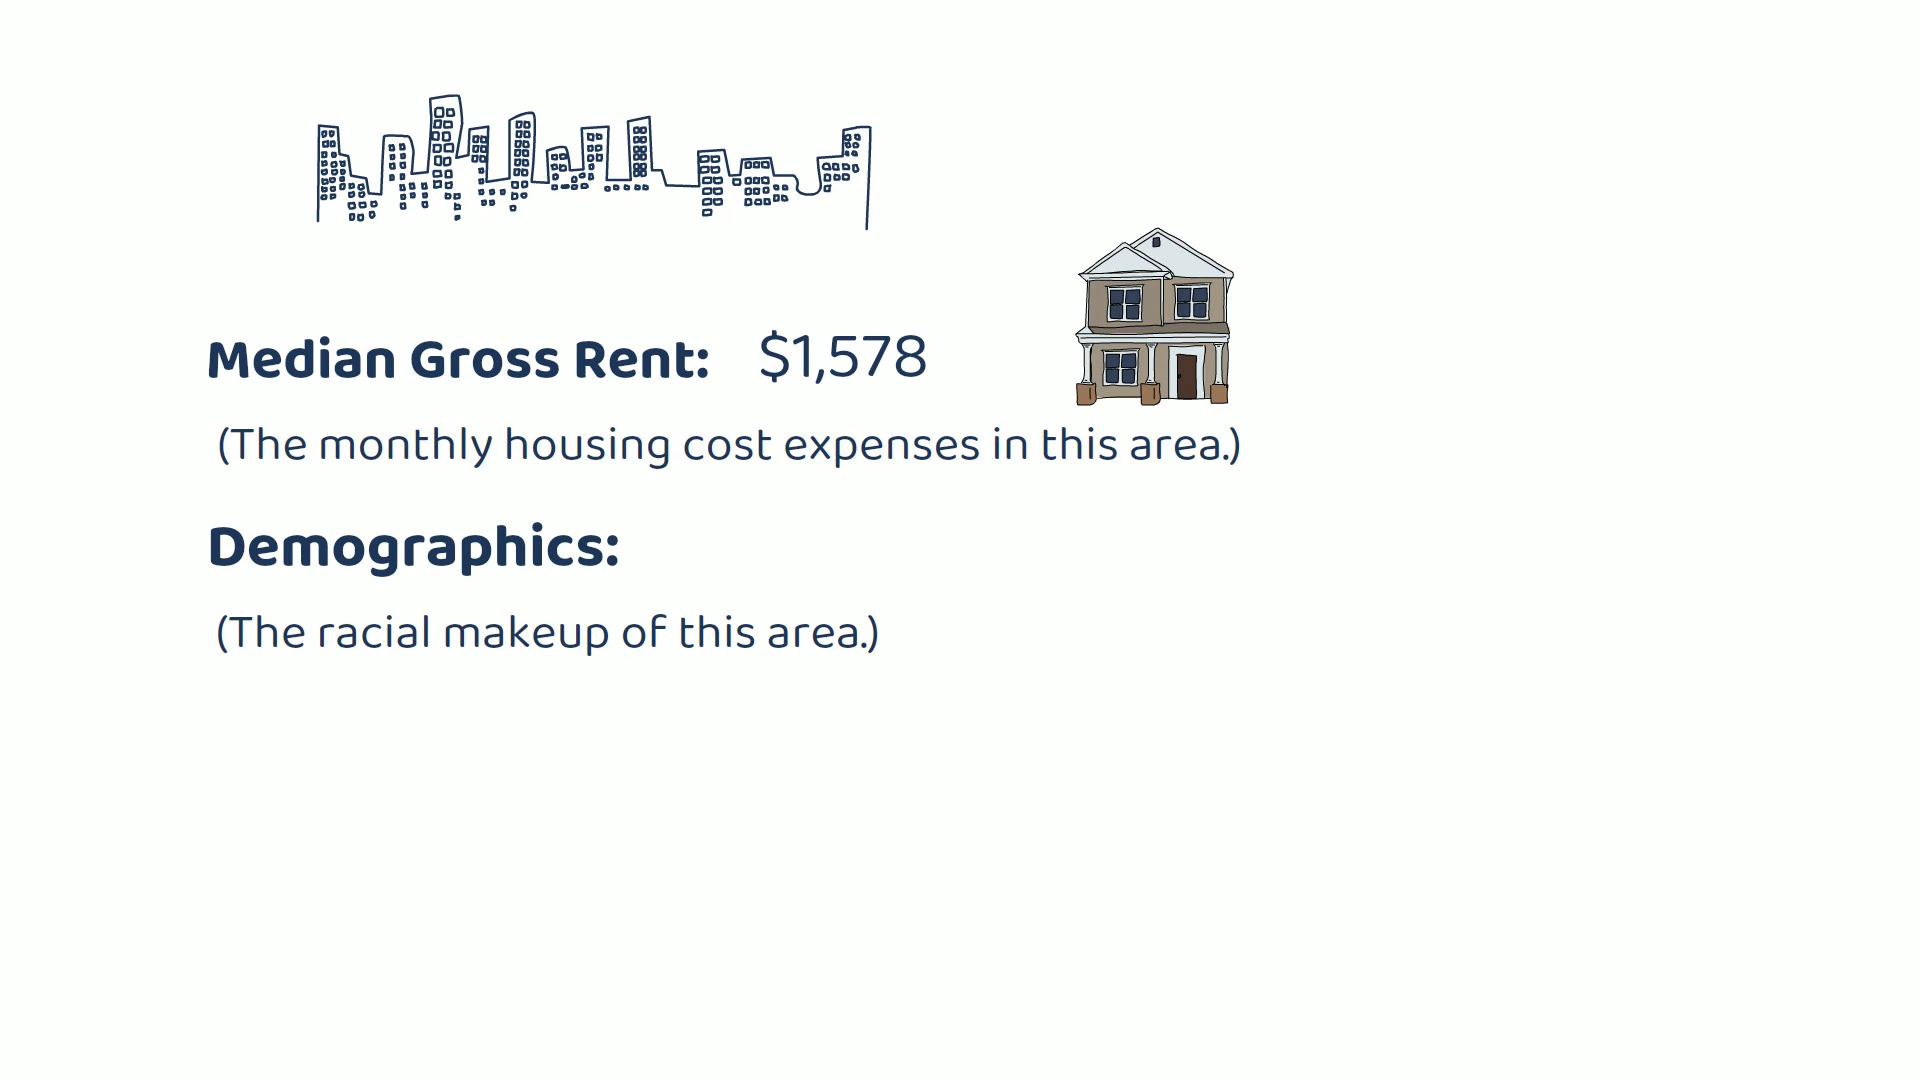 Median Gross Rent: $1,578
(The monthly housing cost expenses in this area.)
Demographics:
(The racial makeup of this area.)